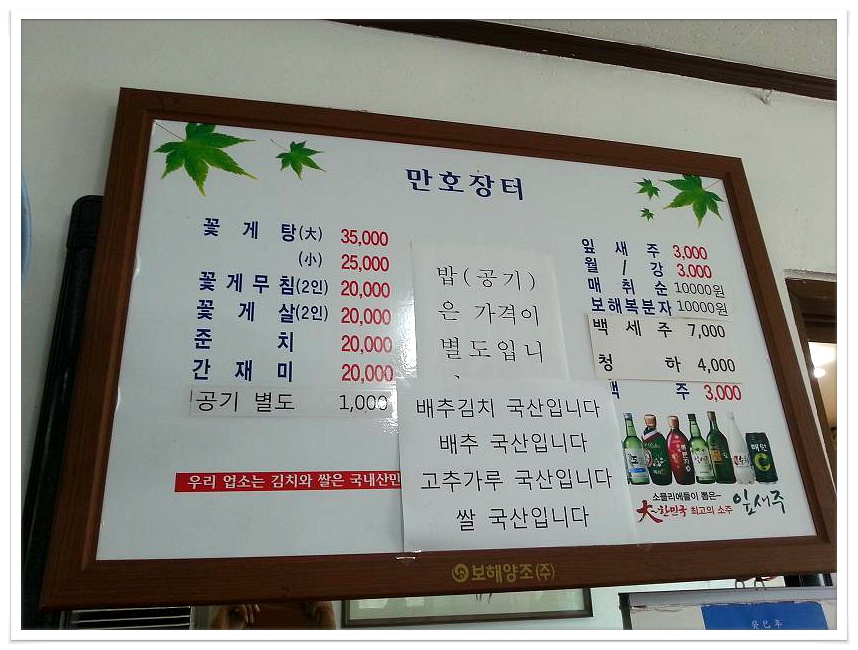 만호장터
꽃게탕(大) 35,000
(小) 25,000
꽃게무침(2인) 20,000
꽃게살(2인) 20,000
준치 20,000
간재미 20,000
공기 별도 1,000
우리 업소는 김치와 쌀은 국내산만
밥(공기)
은 가격이
별도입니
배추김치 국산입니다
배추 국산입니다
고추가루 국산입니다
쌀 국산입니다
잎새주 3,000
월/강 3,000
매취순 10000원
보해복분자 10000원
백세주 7,000
청하 4,000
맥주 3,000
소믈리에들이 뽑은~
大한민국 최고의 소주 잎새주
보해양조(주)
癸巳年